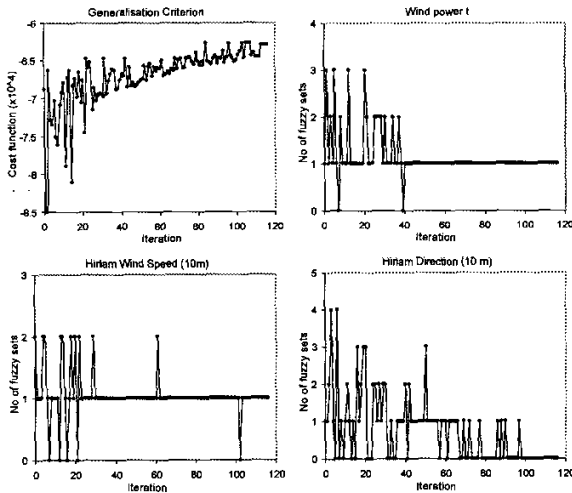 Generalisation Criterion
Cost function (x10^4)
-6
-6.5
-7
-7.5
-8
-8.5
0 20 40 60 80 100 120
Iteration
Wind power t
No of fuzzy sets
4
3
2
1
0
0 20 40 60 80 100 120
Iteration
Hirlam Wind Speed (10m)
No of fuzzy sets
3
2
1
0
0 20 40 60 80 100 120
Iteration
Hirlam Direction (10 m)
No of fuzzy sets
5
4
3
2
1
0
0 20 40 60 80 100 120
Iteration